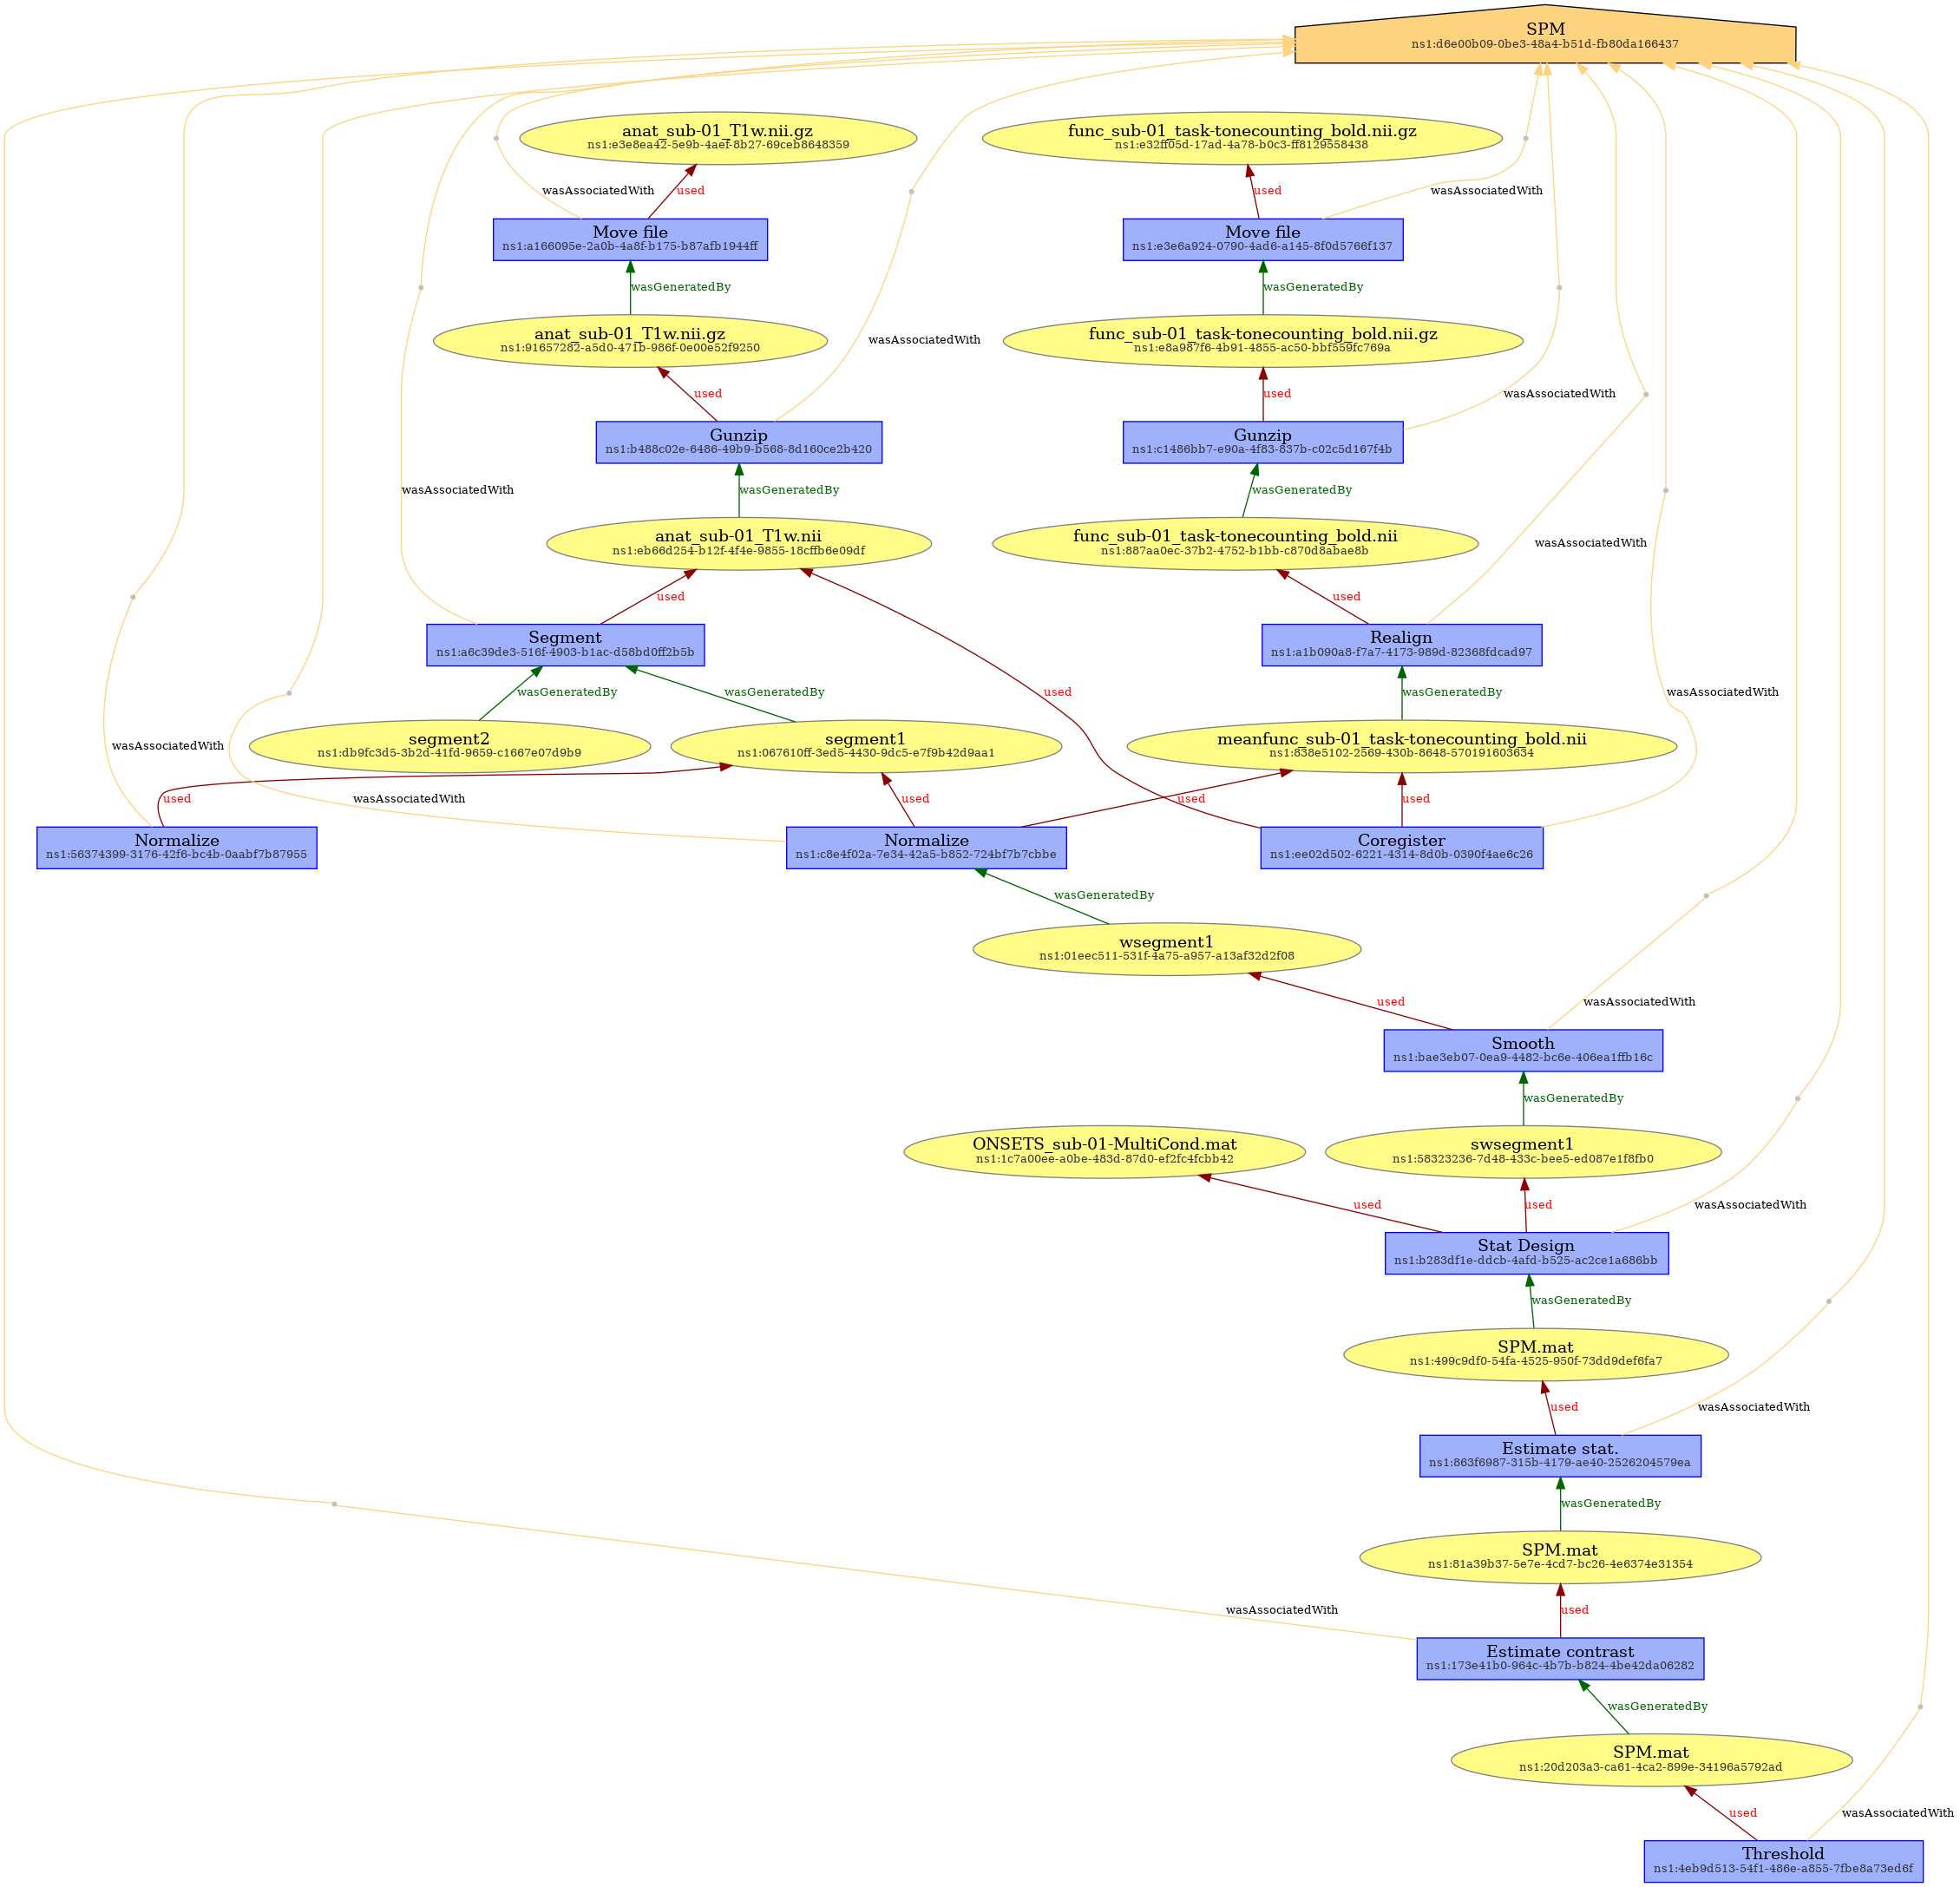 SPM
ns1:d6e00b09-0be3-48a4-b51d-fb80da166437
anat_sub-01_T1w.nii.gz
ns1:e3e8ea42-5e9b-4aef-8b27-69ceb8648359
func_sub-01_task-tonecounting_bold.nii.gz
ns1:e32ff05d-17ad-4a78-b0c3-ff8129558438
wasAssociatedWith
used
used
wasAssociatedWith
Move file
ns1:a166095e-2a0b-4a8f-b175-b87afb1944ff
Move file
ns1:e3e6a924-0790-4ad6-a145-8f0d5766f137
wasGeneratedBy
wasGeneratedBy
anat_sub-01_T1w.nii.gz
ns1:91657282-a5d0-471b-986f-0e00e52f9250
wasAssociatedWith
func_sub-01_task-tonecounting_bold.nii.gz
ns1:e8a987f6-4b91-4855-ac50-bbf559fc769a
used
used
wasAssociatedWith
Gunzip
ns1:b488c02e-6486-49b9-b568-8d160ce2b420
Gunzip
ns1:c1486bb7-e90a-4f83-837b-c02c5d167f4b
wasAssociatedWith
wasGeneratedBy
wasGeneratedBy
anat_sub-01_T1w.nii
ns1:eb66d254-b12f-4f4e-9855-18cffb6e09df
func_sub-01_task-tonecounting_bold.nii
ns1:887aa0ec-37b2-4752-b1bb-c870d8abae8b
wasAssociatedWith
used
used
Segment
ns1:a6c39de3-516f-4903-b1ac-d58bd0ff2b5b
Realign
ns1:a1b090a8-f7a7-4173-989d-82368fdcad97
wasGeneratedBy
wasGeneratedBy
used
wasGeneratedBy
wasAssociatedWith
wasAssociatedWith
segment2
ns1:db9fc3d5-3b2d-41fd-9659-c1667e07d9b9
segment1
ns1:067610ff-3ed5-4430-9dc5-e7f9b42d9aa1
meanfunc_sub-01_task-tonecounting_bold.nii
ns1:838e5102-2569-430b-8648-570191603634
used
wasAssociatedWith
used
used
used
Normalize
ns1:56374399-3176-42f6-bc4b-0aabf7b87955
Normalize
ns1:c8e4f02a-7e34-42a5-b852-724bf7b7cbbe
Coregister
ns1:ee02d502-6221-4314-8d0b-0390f4ae6c26
wasGeneratedBy
wsegment1
ns1:01eec511-531f-4a75-a957-a13af32d2f08
used
wasAssociatedWith
Smooth
ns1:bae3eb07-0ea9-4482-bc6e-406ea1ffb16c
wasGeneratedBy
ONSETS_sub-01-MultiCond.mat
ns1:1c7a00ee-a0be-483d-87d0-ef2fc4fcbb42
swsegment1
ns1:58323236-7d48-433c-bee5-ed087e1f8fb0
used
used
wasAssociatedWith
Stat Design
ns1:b283df1e-ddcb-4afd-b525-ac2ce1a686bb
wasGeneratedBy
SPM.mat
ns1:499c9df0-54fa-4525-950f-73dd9def6fa7
used
wasAssociatedWith
Estimate stat.
ns1:863f6987-315b-4179-ae40-2526204579ea
wasGeneratedBy
SPM.mat
ns1:81a39b37-5e7e-4cd7-bc26-4e6374e31354
wasAssociatedWith
used
Estimate contrast
ns1:173e41b0-964c-4b7b-b824-4be42da06282
wasGeneratedBy
SPM.mat
ns1:20d203a3-ca61-4ca2-899e-34196a5792ad
used
wasAssociatedWith
Threshold
ns1:4eb9d513-54f1-486e-a855-7fbe8a73ed6f